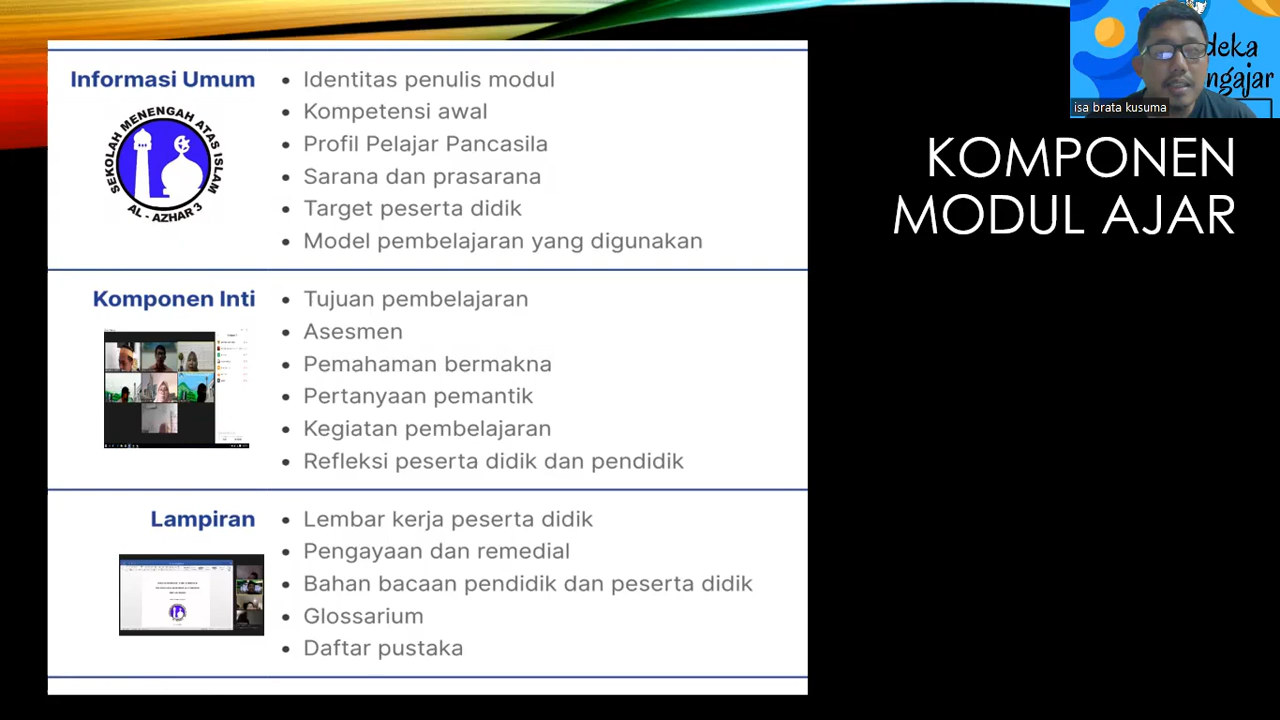 deka
ngajar
isa brata kusuma
KOMPONEN
MODUL AJAR
Informasi Umum
SEKOLAH MENENGAH ATAS ISLAM
AL - AZHAR 3
• Identitas penulis modul
• Kompetensi awal
• Profil Pelajar Pancasila
• Sarana dan prasarana
• Target peserta didik
• Model pembelajaran yang digunakan
Komponen Inti
• Tujuan pembelajaran
• Asesmen
• Pemahaman bermakna
• Pertanyaan pemantik
• Kegiatan pembelajaran
• Refleksi peserta didik dan pendidik
Lampiran
• Lembar kerja peserta didik
• Pengayaan dan remedial
• Bahan bacaan pendidik dan peserta didik
• Glossarium
• Daftar pustaka